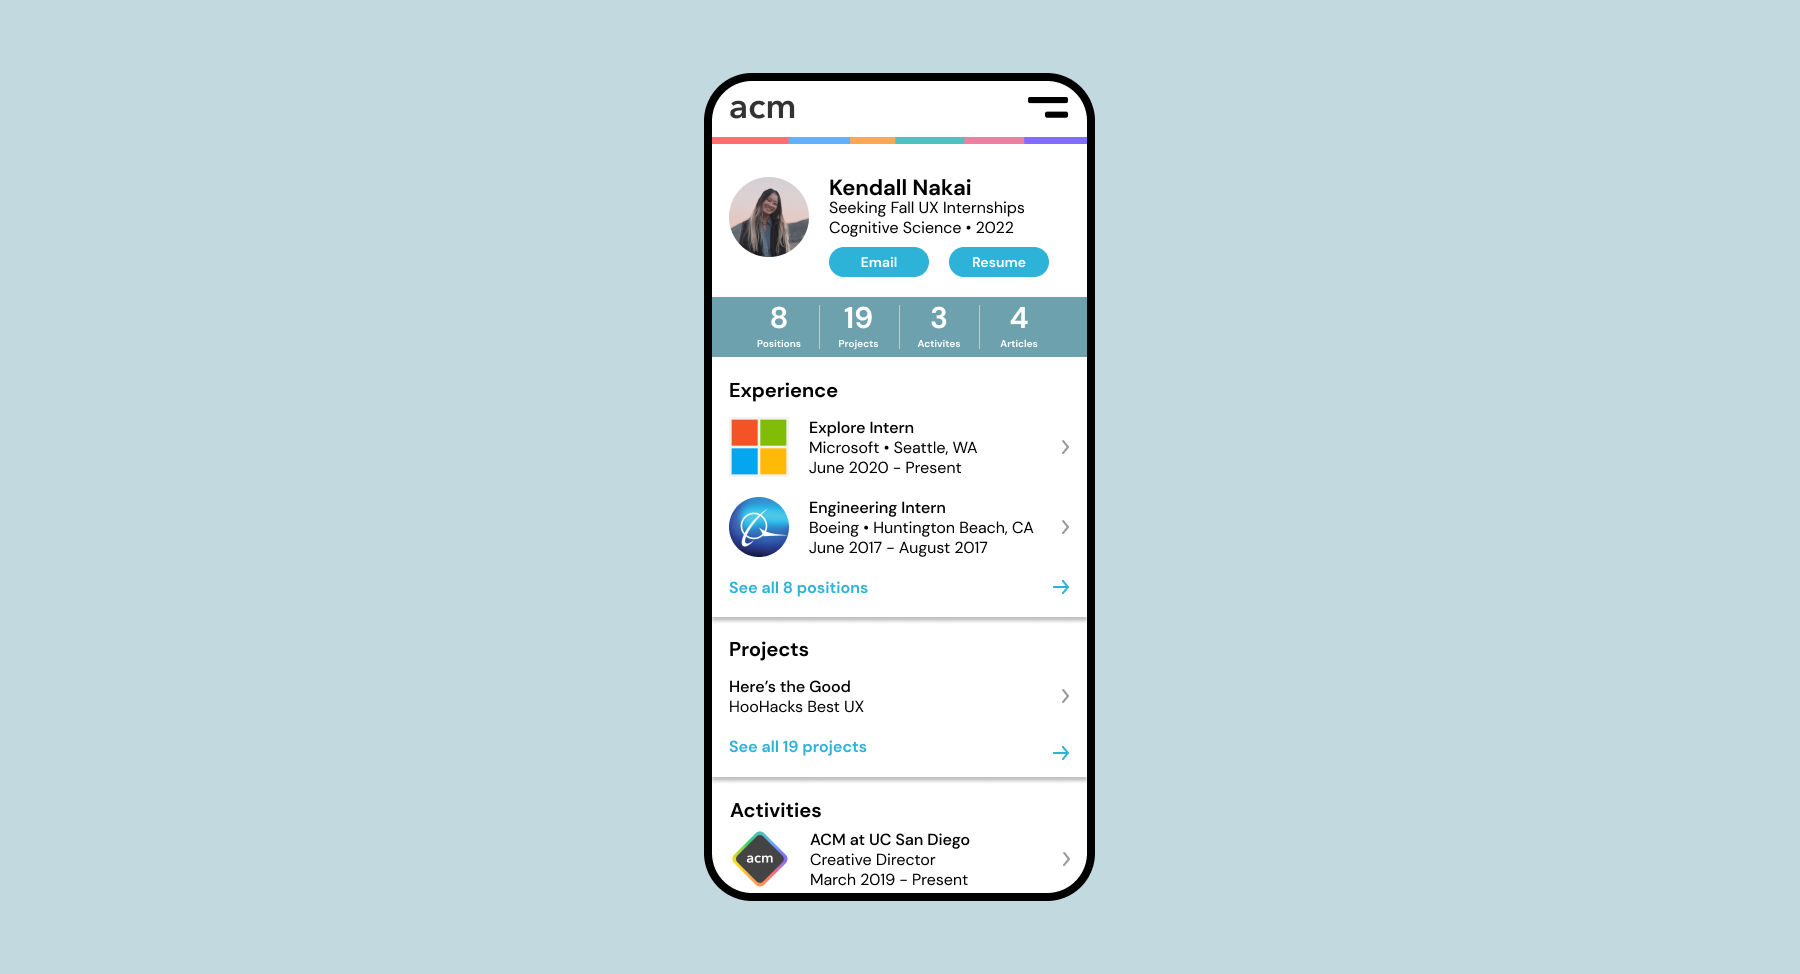 acm
Kendall Nakai
Seeking Fall UX Internships
Cognitive Science • 2022
Email Resume
8 19 3 4
Positions Projects Activites Articles
Experience
Explore Intern
Microsoft • Seattle, WA
June 2020 - Present
Engineering Intern
Boeing • Huntington Beach, CA
June 2017 - August 2017
See all 8 positions
Projects
Here’s the Good
HooHacks Best UX
See all 19 projects
Activities
acm
ACM at UC San Diego
Creative Director
March 2019 - Present